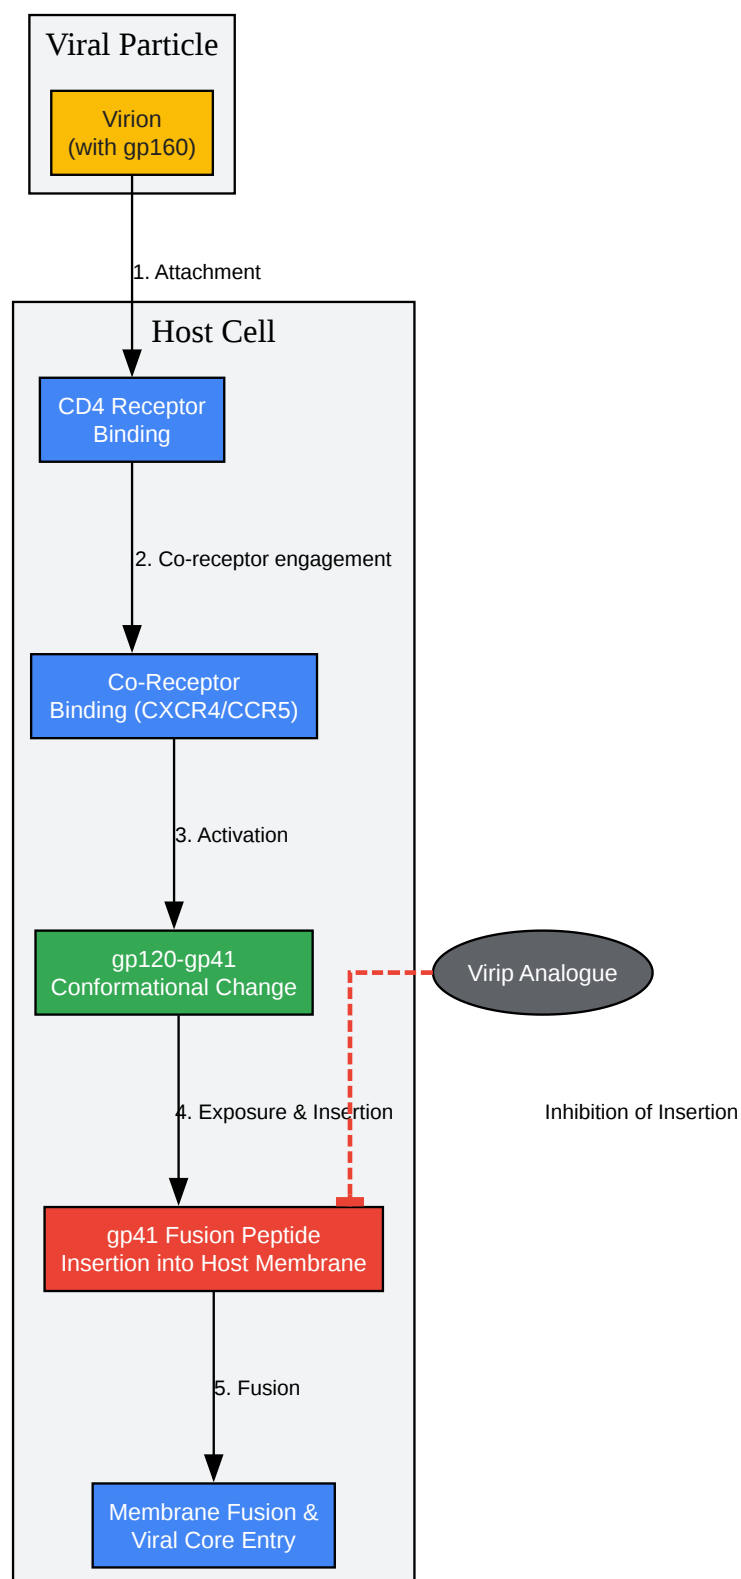 Viral Particle
Virion
(with gp160)
1. Attachment
Host Cell
CD4 Receptor
Binding
2. Co-receptor engagement
Co-Receptor
Binding (CXCR4/CCR5)
3. Activation
gp120-gp41
Conformational Change
Virip Analogue
4. Exposure & Insertion
Inhibition of Insertion
gp41 Fusion Peptide
Insertion into Host Membrane
5. Fusion
Membrane Fusion &
Viral Core Entry